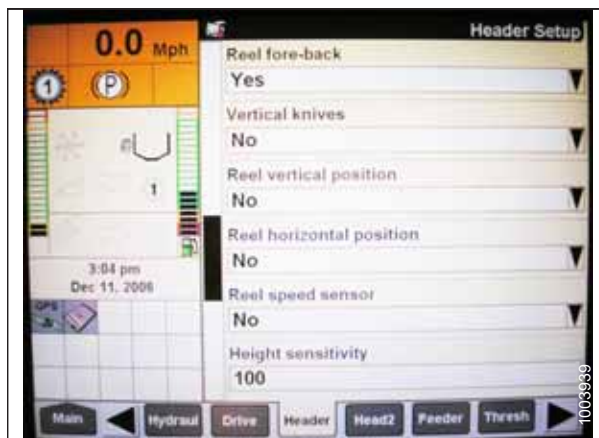 0.0 Mph
1
P
1
3:04 pm
Dec 11, 2006
GPS
Header Setup
Reel fore-back
Yes
Vertical knives
No
Reel vertical position
No
Reel horizontal position
No
Reel speed sensor
No
Height sensitivity
100
Main
Hydraul
Drive
Header
Head2
Feeder
Thresh
1003939